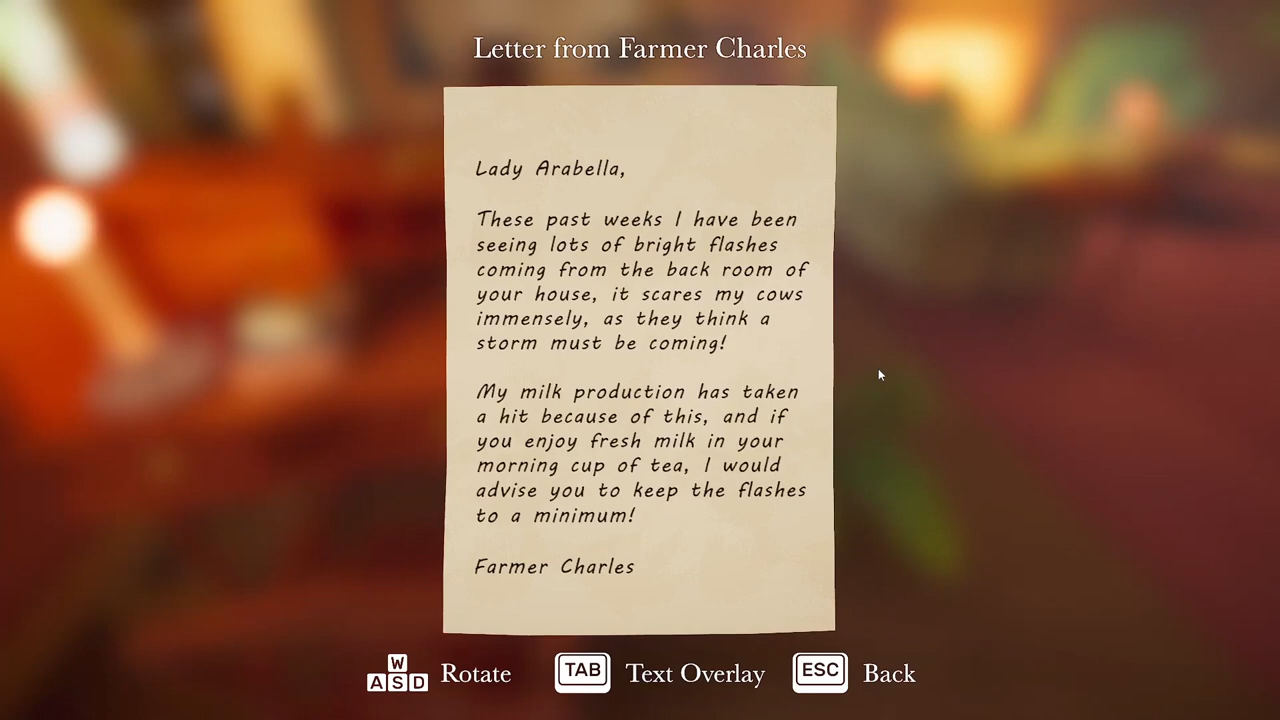 Letter from Farmer Charles
Lady Arabella,
These past weeks I have been
seeing lots of bright flashes
coming from the back room of
your house, it scares my cows
immensely, as they think a
storm must be coming!
My milk production has taken
a hit because of this, and if
you enjoy fresh milk in your
morning cup of tea, I would
advise you to keep the flashes
to a minimum!
Farmer Charles
W
A S D Rotate TAB Text Overlay ESC Back